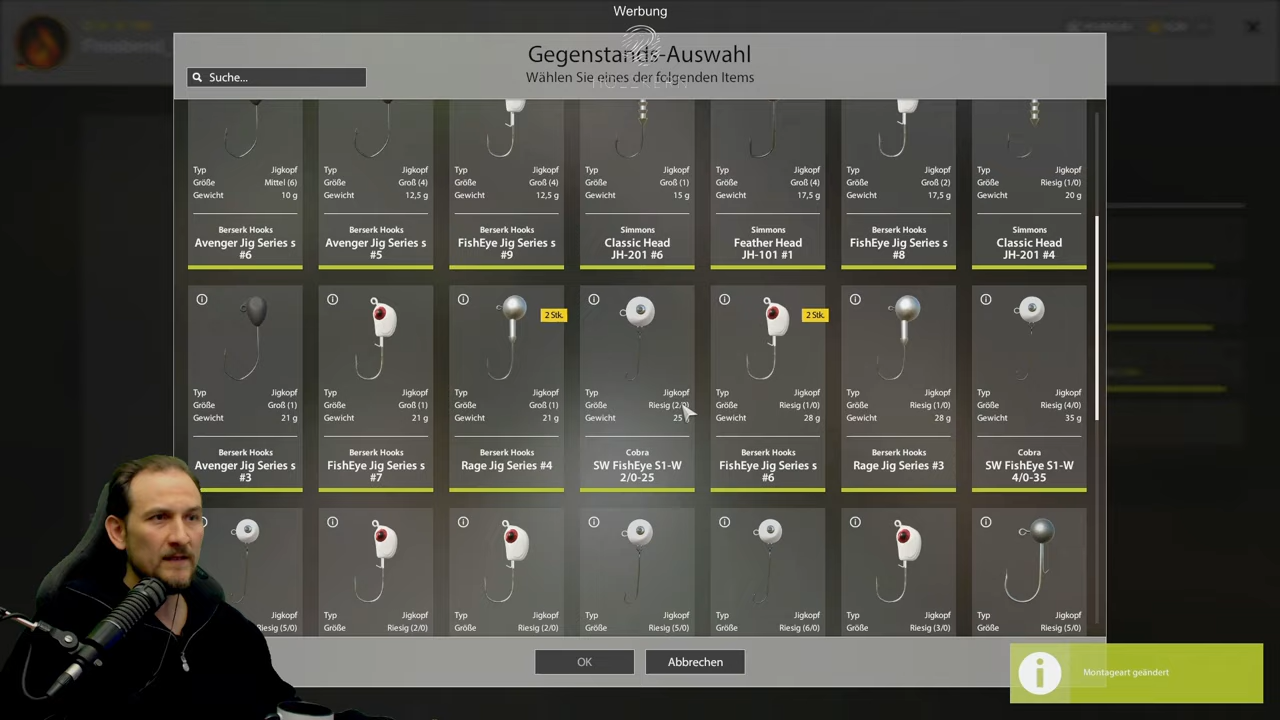 Werbung
Gegenstands-Auswahl
Suche...
Wählen Sie eines der folgenden Items
Typ Jigkopf
Größe Mittel (6)
Gewicht 10 g
Berserk Hooks
Avenger Jig Series s
#6
Typ Jigkopf
Größe Groß (4)
Gewicht 12,5 g
Berserk Hooks
Avenger Jig Series s
#5
Typ Jigkopf
Größe Groß (4)
Gewicht 12,5 g
Berserk Hooks
FishEye Jig Series s
#9
Typ Jigkopf
Größe Groß (1)
Gewicht 15 g
Simmons
Classic Head
JH-201 #6
Typ Jigkopf
Größe Groß (4)
Gewicht 17,5 g
Simmons
Feather Head
JH-101 #1
Typ Jigkopf
Größe Groß (2)
Gewicht 17,5 g
Berserk Hooks
FishEye Jig Series s
#8
Typ Jigkopf
Größe Riesig (1/0)
Gewicht 20 g
Simmons
Classic Head
JH-201 #4
Typ Jigkopf
Größe Groß (1)
Gewicht 21 g
Berserk Hooks
Avenger Jig Series s
#3
Typ Jigkopf
Größe Groß (1)
Gewicht 21 g
Berserk Hooks
FishEye Jig Series s
#7
2 Stk.
Typ Jigkopf
Größe Groß (1)
Gewicht 21 g
Berserk Hooks
Rage Jig Series #4
Typ Jigkopf
Größe Riesig (2/0)
Gewicht 25 g
Cobra
SW FishEye S1-W
2/0-25
2 Stk.
Typ Jigkopf
Größe Riesig (1/0)
Gewicht 28 g
Berserk Hooks
FishEye Jig Series s
#6
Typ Jigkopf
Größe Riesig (1/0)
Gewicht 28 g
Berserk Hooks
Rage Jig Series #3
Typ Jigkopf
Größe Riesig (4/0)
Gewicht 35 g
Cobra
SW FishEye S1-W
4/0-35
Jigkopf
Riesig (5/0)
Typ Jigkopf
Größe Riesig (2/0)
Typ Jigkopf
Größe Riesig (2/0)
Typ Jigkopf
Größe Riesig (5/0)
Typ Jigkopf
Größe Riesig (6/0)
Typ Jigkopf
Größe Riesig (3/0)
Typ Jigkopf
Größe Riesig (5/0)
OK
Abbrechen
Montageart geändert